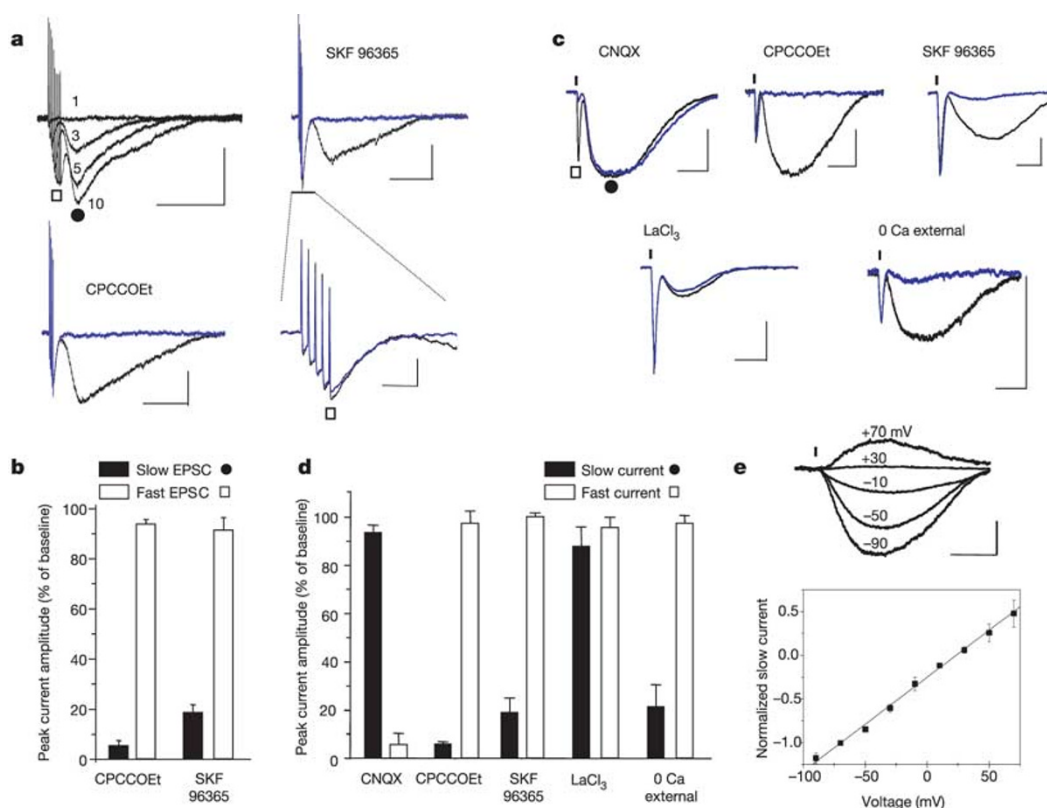 a
1
3
5
10
SKF 96365
CPCCOEt
c
CNQX
CPCCOEt
SKF 96365
LaCl3
0 Ca external
b
Slow EPSC
Fast EPSC
Peak current amplitude (% of baseline)
100
80
60
40
20
0
CPCCOEt
SKF
96365
d
Slow current
Fast current
Peak current amplitude (% of baseline)
100
80
60
40
20
0
CNQX
CPCCOEt
SKF
96365
LaCl3
0 Ca
external
e
+70 mV
+30
−10
−50
−90
Normalized slow current
0.5
0.0
−0.5
−1.0
−100
−50
0
50
Voltage (mV)